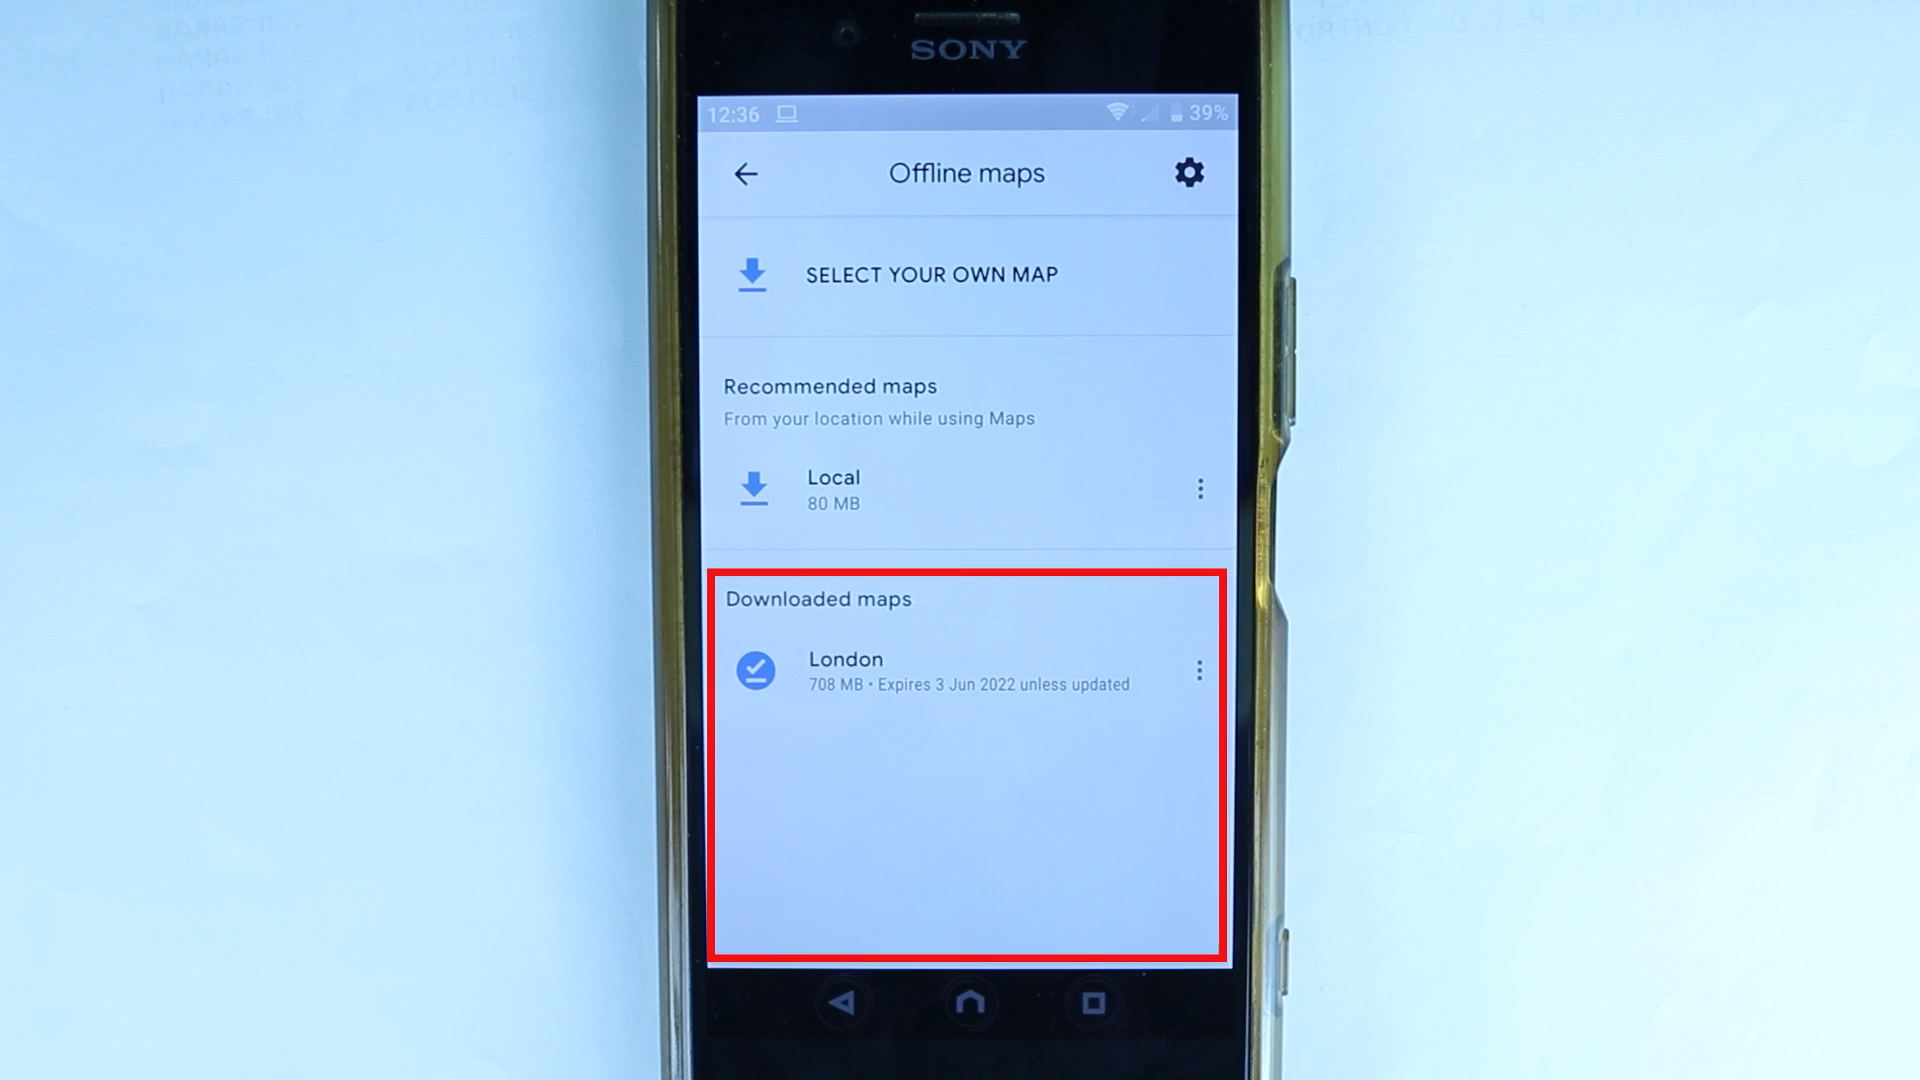 SONY
12:36
39%
Offline maps
SELECT YOUR OWN MAP
Recommended maps
From your location while using Maps
Local
80 MB
Downloaded maps
London
708 MB • Expires 3 Jun 2022 unless updated